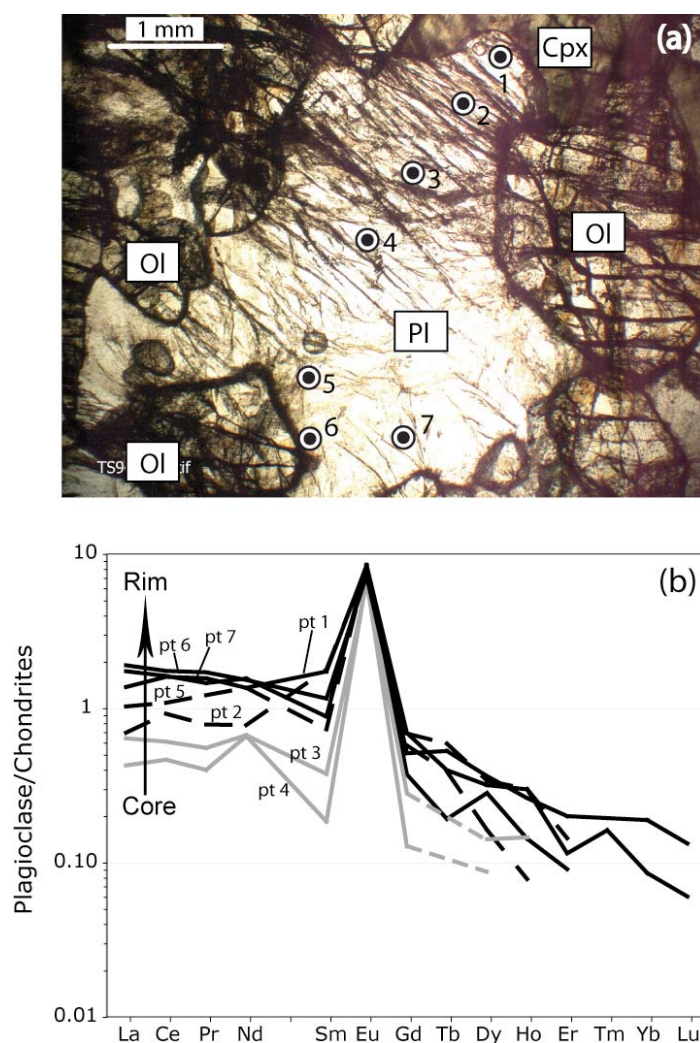 1 mm
(a)
Cpx
1
2
3
Ol
4
Ol
Pl
5
6
7
TS9
Ol
tif
10
(b)
Rim
pt 1
pt 7
pt 6
pt 5
1
pt 2
pt 3
pt 4
Core
0.10
0.01
Plagioclase/Chondrites
La Ce Pr Nd Sm Eu Gd Tb Dy Ho Er Tm Yb Lu